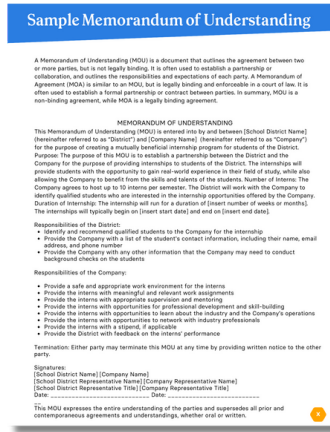 Sample Memorandum of Understanding
A Memorandum of Understanding (MOU) is a document that outlines the agreement between two
or more parties, but is not legally binding. It is often used to establish a partnership or
collaboration, and outlines the responsibilities and expectations of each party. A Memorandum of
Agreement (MOA) is similar to an MOU, but is legally binding and enforceable in a court of law. It is
often used to establish a formal partnership or contract between parties. In summary, MOU is a
non-binding agreement, while MOA is a legally binding agreement.
MEMORANDUM OF UNDERSTANDING
This Memorandum of Understanding (MOU) is entered into by and between [School District Name]
(hereinafter referred to as "District") and [Company Name] (hereinafter referred to as "Company")
for the purpose of creating a mutually beneficial internship program for students of the District.
Purpose: The purpose of this MOU is to establish a partnership between the District and the
Company for the purpose of providing internships to students of the District. The internships will
provide students with the opportunity to gain real-world experience in their field of study, while also
allowing the Company to benefit from the skills and talents of the students. Number of Interns: The
Company agrees to host up to 10 interns per semester. The District will work with the Company to
identify qualified students who are interested in the internship opportunities offered by the Company.
Duration of Internship: The internship will run for a duration of [insert number of weeks or months].
The internships will typically begin on [insert start date] and end on [insert end date].
Responsibilities of the District:
• Identify and recommend qualified students to the Company for the internship
• Provide the Company with a list of the student's contact information, including their name, email
address, and phone number
• Provide the Company with any other information that the Company may need to conduct
background checks on the students
Responsibilities of the Company:
• Provide a safe and appropriate work environment for the interns
• Provide the interns with meaningful and relevant work assignments
• Provide the interns with appropriate supervision and mentoring
• Provide the interns with opportunities for professional development and skill-building
• Provide the interns with opportunities to learn about the industry and the Company's operations
• Provide the interns with opportunities to network with industry professionals
• Provide the interns with a stipend, if applicable
• Provide the District with feedback on the interns' performance
Termination: Either party may terminate this MOU at any time by providing written notice to the other
party.
Signatures:
[School District Name] [Company Name]
[School District Representative Name] [Company Representative Name]
[School District Representative Title] [Company Representative Title]
Date: ____________________________ Date: __________________________
__
This MOU expresses the entire understanding of the parties and supersedes all prior and
contemporaneous agreements and understandings, whether oral or written.